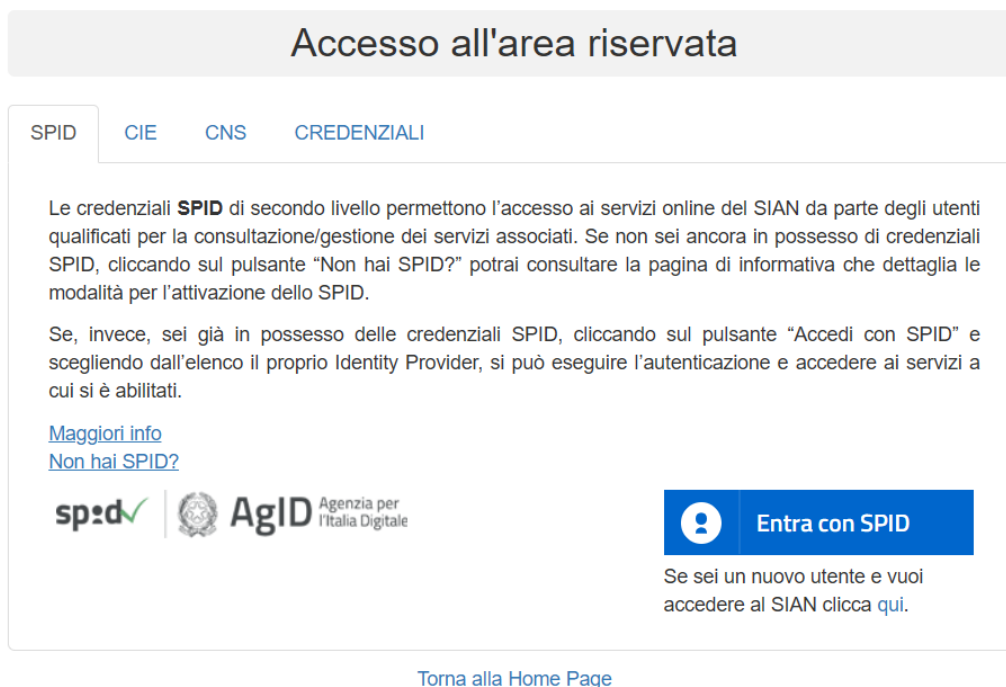 Accesso all'area riservata
SPID CIE CNS CREDENZIALI
Le credenziali SPID di secondo livello permettono l’accesso ai servizi online del SIAN da parte degli utenti
qualificati per la consultazione/gestione dei servizi associati. Se non sei ancora in possesso di credenziali
SPID, cliccando sul pulsante “Non hai SPID?” potrai consultare la pagina di informativa che dettaglia le
modalità per l’attivazione dello SPID.
Se, invece, sei già in possesso delle credenziali SPID, cliccando sul pulsante “Accedi con SPID” e
scegliendo dall’elenco il proprio Identity Provider, si può eseguire l’autenticazione e accedere ai servizi a
cui si è abilitati.
Maggiori info
Non hai SPID?
spid AgID Agenzia per
l'Italia Digitale
Entra con SPID
Se sei un nuovo utente e vuoi
accedere al SIAN clicca qui.
Torna alla Home Page